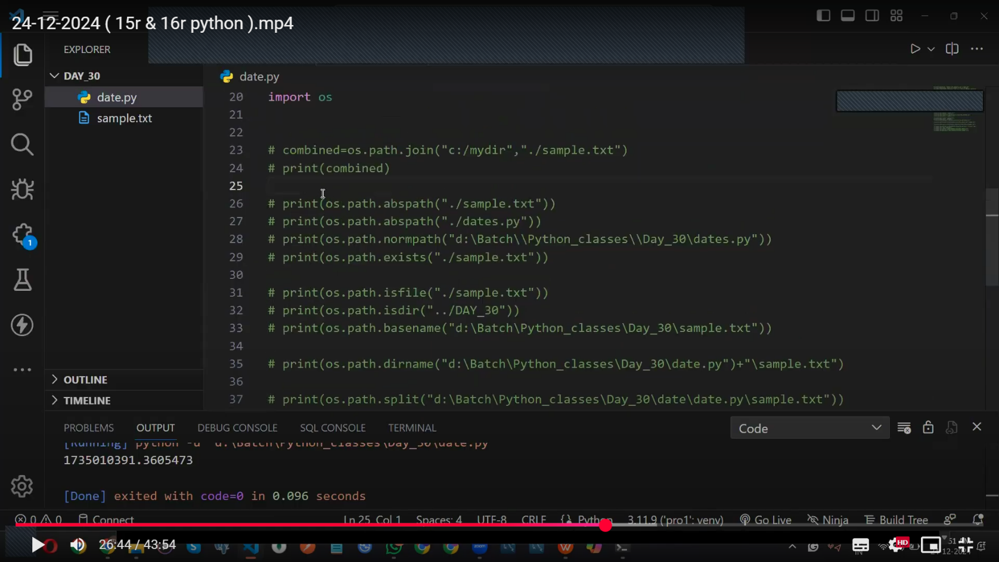 24-12-2024 ( 15r & 16r python ).mp4
EXPLORER
DAY_30
date.py
sample.txt
OUTLINE
TIMELINE
1
date.py
20 import os
21
22
23 # combined=os.path.join("c:/mydir","./sample.txt")
24 # print(combined)
25
26 # print(os.path.abspath("./sample.txt"))
27 # print(os.path.abspath("./dates.py"))
28 # print(os.path.normpath("d:\Batch\\Python_classes\\Day_30\dates.py"))
29 # print(os.path.exists("./sample.txt"))
30
31 # print(os.path.isfile("./sample.txt"))
32 # print(os.path.isdir("../DAY_30"))
33 # print(os.path.basename("d:\Batch\Python_classes\Day_30\sample.txt"))
34
35 # print(os.path.dirname("d:\Batch\Python_classes\Day_30\date.py")+"\sample.txt")
36
37 # print(os.path.split("d:\Batch\Python_classes\Day_30\date\date.py\sample.txt"))
PROBLEMS OUTPUT DEBUG CONSOLE SQL CONSOLE TERMINAL Code
[Running] python -u "d:\Batch\Python_classes\Day_30\date.py"
1735010391.3605473
[Done] exited with code=0 in 0.096 seconds
0 0 Connect Ln 25, Col 1 Spaces: 4 UTF-8 CRLF Python 3.11.9 ('pro1': venv) Go Live Ninja Build Tree
26:44 / 43:54 HD